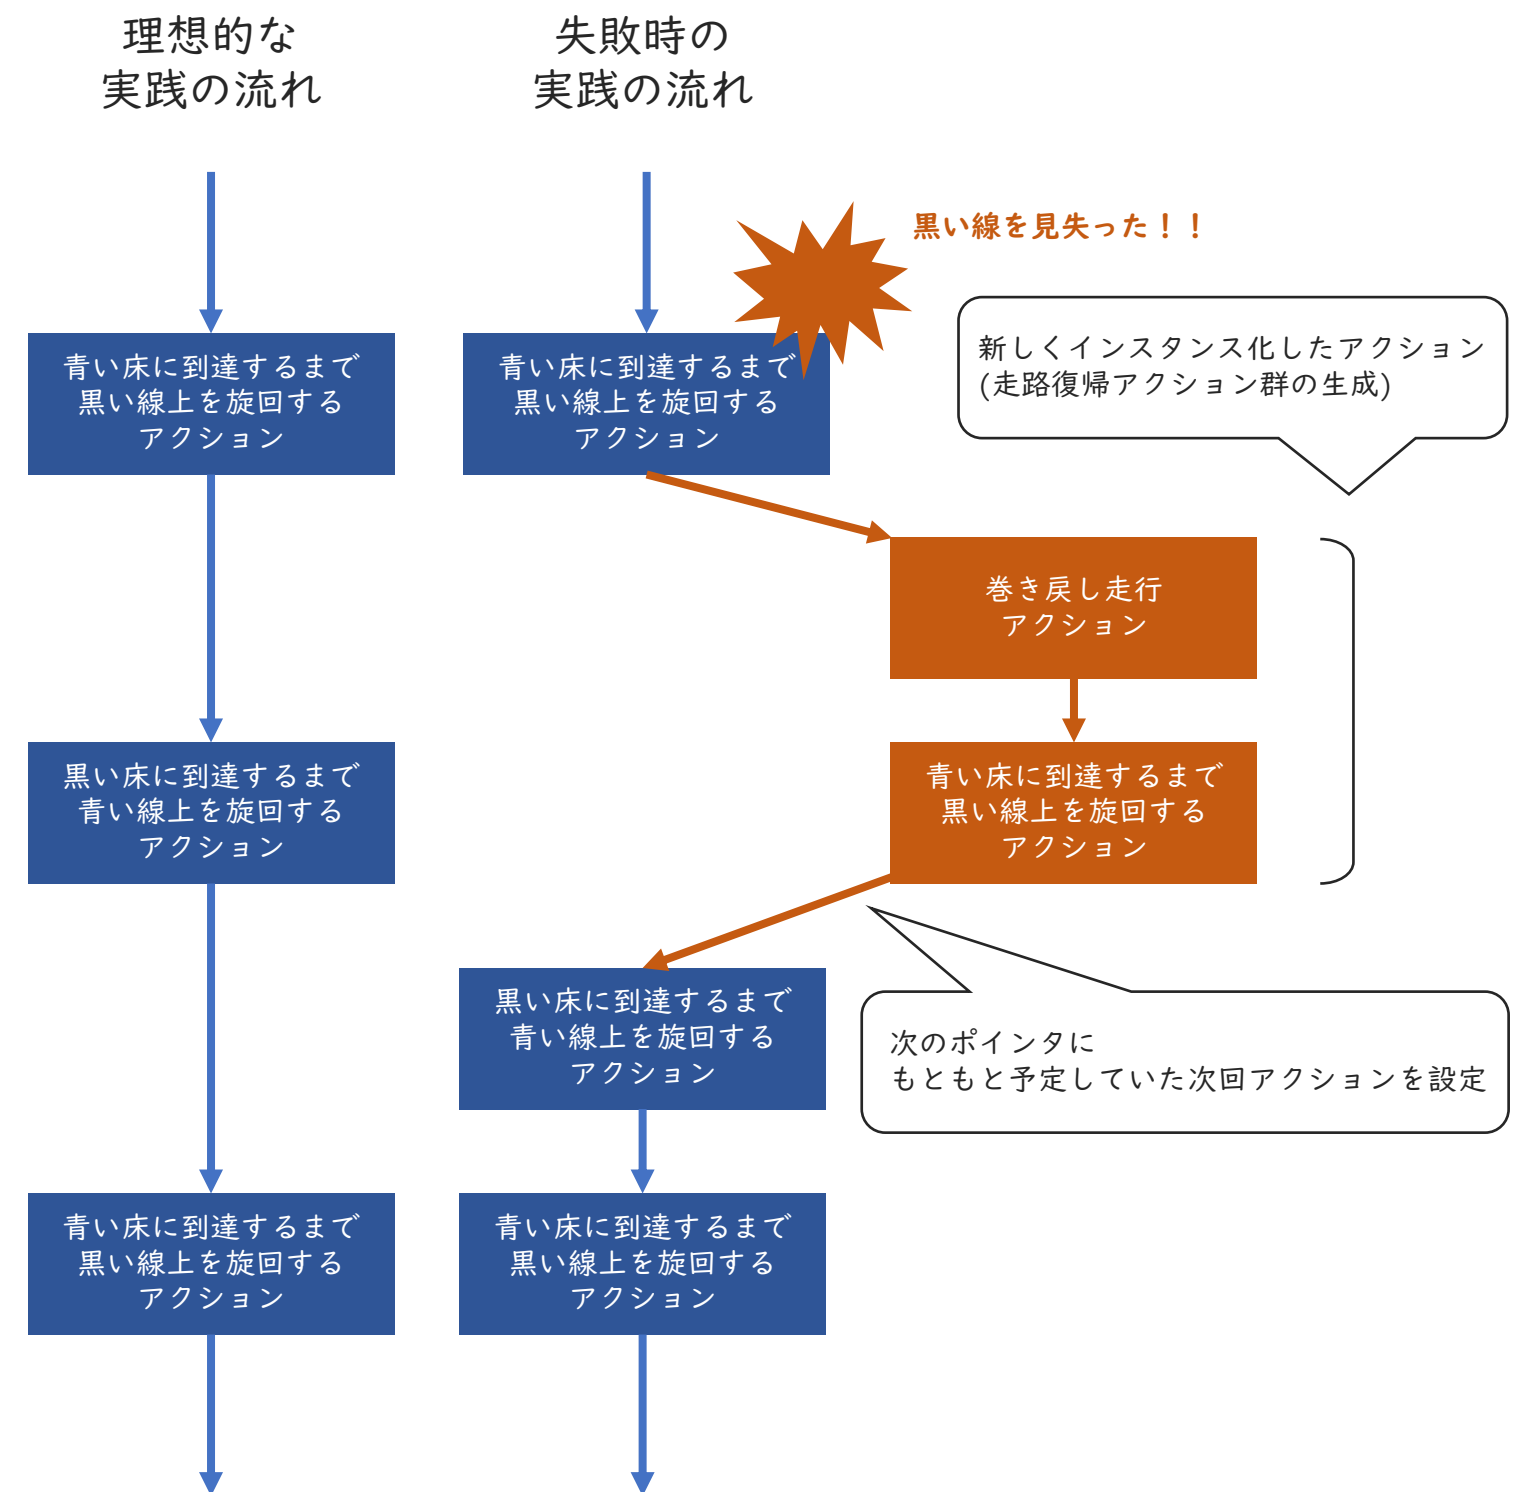 理想的な
実践の流れ
失敗時の
実践の流れ
黒い線を見失った！！
青い床に到達するまで
黒い線上を旋回する
アクション
青い床に到達するまで
黒い線上を旋回する
アクション
新しくインスタンス化したアクション
(走路復帰アクション群の生成)
巻き戻し走行
アクション
黒い床に到達するまで
青い線上を旋回する
アクション
青い床に到達するまで
黒い線上を旋回する
アクション
黒い床に到達するまで
青い線上を旋回する
アクション
次のポインタに
もともと予定していた次回アクションを設定
青い床に到達するまで
黒い線上を旋回する
アクション
青い床に到達するまで
黒い線上を旋回する
アクション